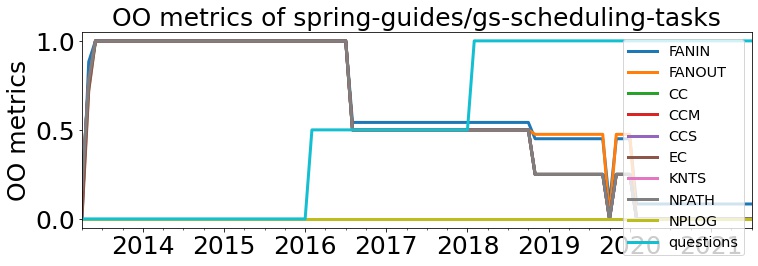 OO metrics of spring-guides/gs-scheduling-tasks
OO metrics
1.0
0.5
0.0
2014 2015 2016 2017 2018 2019 2020 2021
FANIN
FANOUT
CC
CCM
CCS
EC
KNTS
NPATH
NPLOG
questions